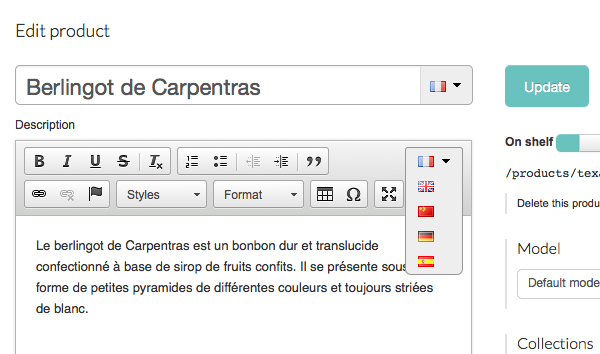 Edit product
Berlingot de Carpentras
Update
Description
On shelf
B I U S Tx
Styles
Format
Ω
/products/tex
Delete this produ
Le berlingot de Carpentras est un bonbon dur et translucide
confectionné à base de sirop de fruits confits. Il se présente sous
forme de petites pyramides de différentes couleurs et toujours striées
de blanc.
Model
Default mode
Collections